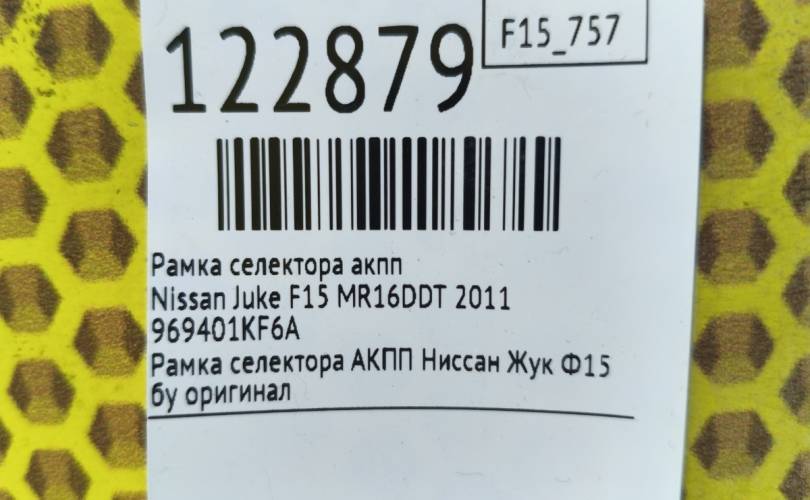 122879
F15_757
Рамка селектора акпп
Nissan Juke F15 MR16DDT 2011
969401KF6A
Рамка селектора АКПП Ниссан Жук Ф15
бу оригинал